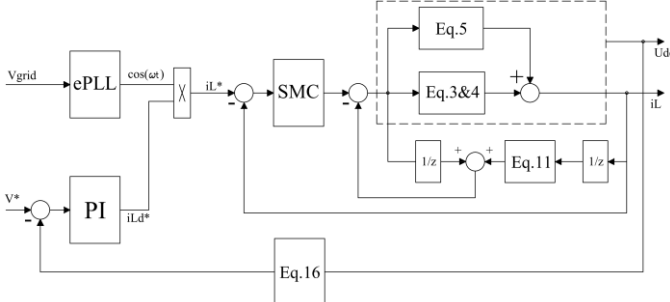 Eq.5
Udc
Vgrid
ePLL
cos(ωt)
X
iL*
-
SMC
-
Eq.3&4
+
iL
1/z
+
+
Eq.11
1/z
V*
-
PI
iLd*
Eq.16